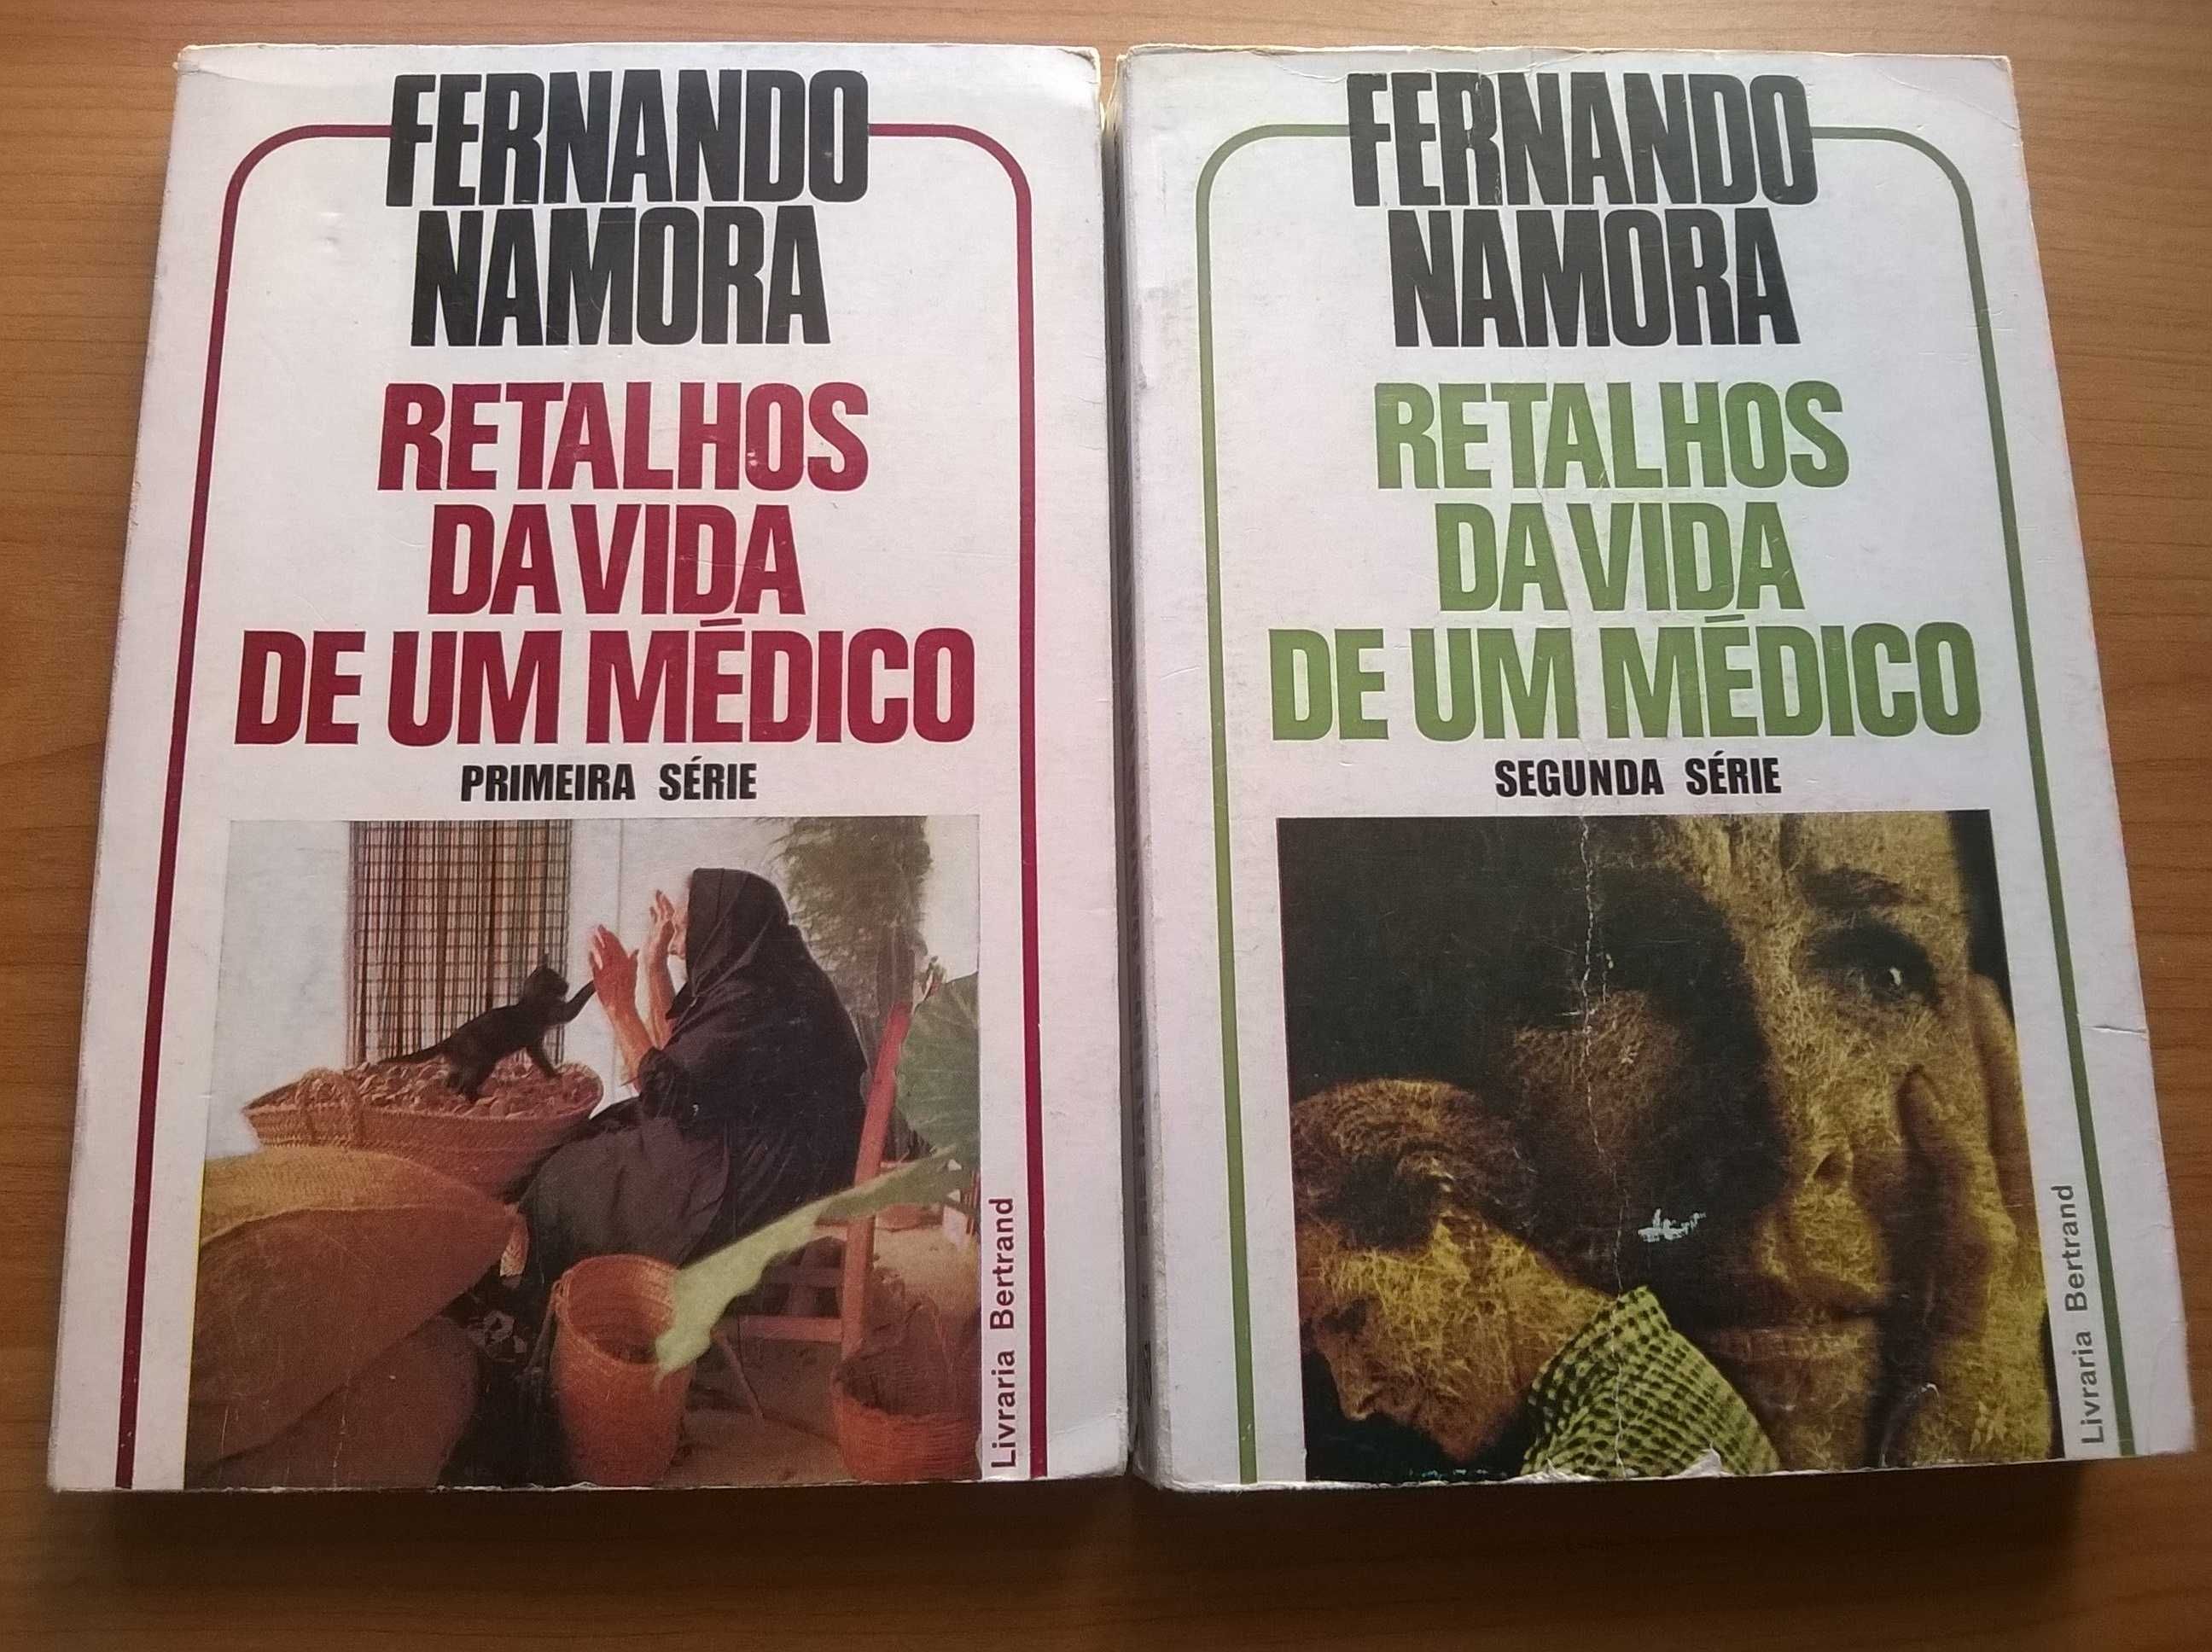 FERNANDO
NAMORA
RETALHOS
DA VIDA
DE UM MÉDICO
PRIMEIRA SÉRIE
Livraria Bertrand
FERNANDO
NAMORA
RETALHOS
DA VIDA
DE UM MÉDICO
SEGUNDA SÉRIE
Livraria Bertrand